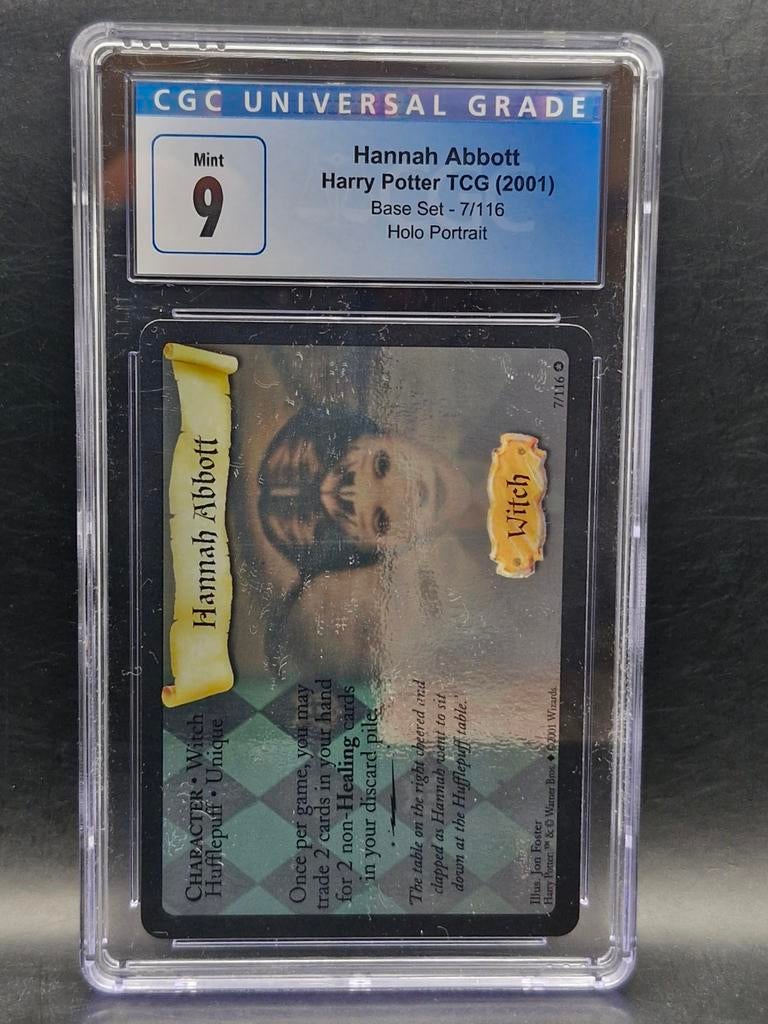 CGC UNIVERSAL GRADE
Mint
9
Hannah Abbott
Harry Potter TCG (2001)
Base Set - 7/116
Holo Portrait
Hannah Abbott
CHARACTER • Witch
Hufflepuff • Unique
Once per game, you may
trade 2 cards in your hand
for 2 non-Healing cards
in your discard pile.
'The table on the right cheered and
clapped as Hannah went to sit
down at the Hufflepuff table.'
Witch
Illus. Jon Foster
Harry Potter ™ & © Warner Bros. ◆ ©2001 Wizards.
7/116 ✪